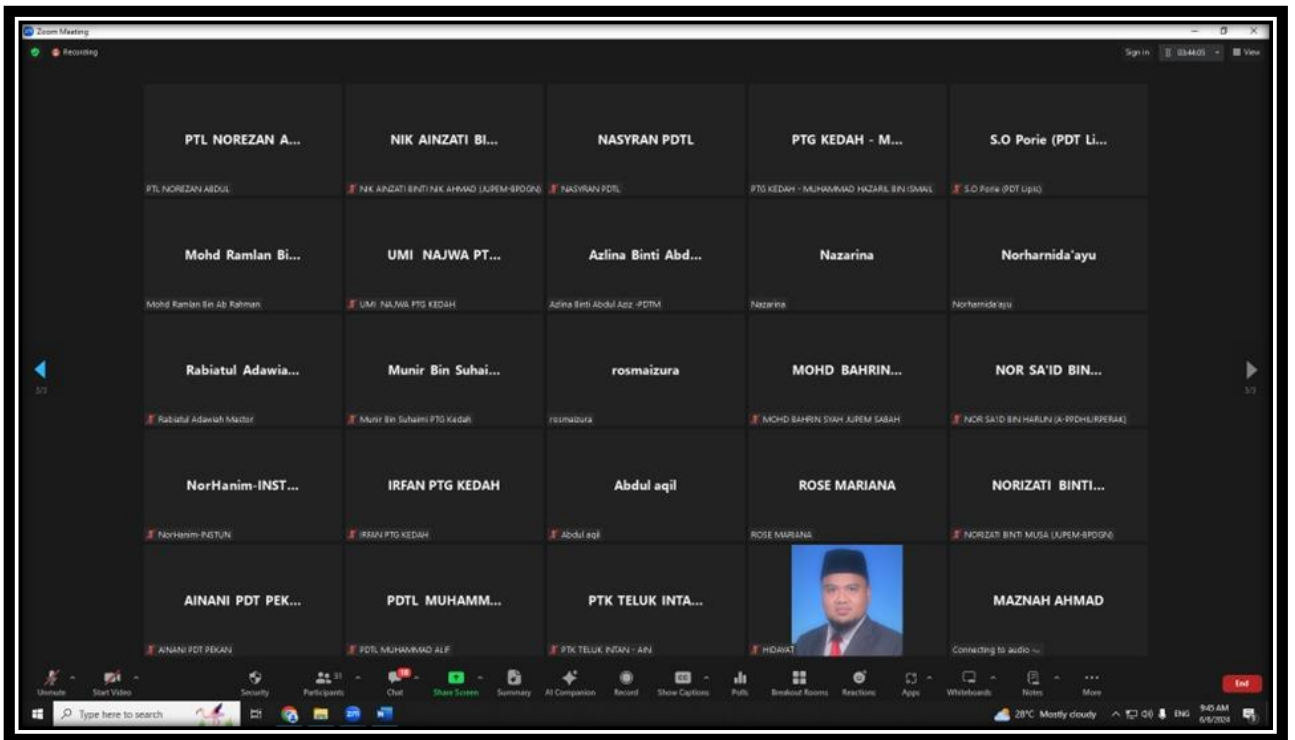 Zoom Meeting
Recording
Sign in 03:44:05 View
PTL NOREZAN A... NIK AINZATI BI... NASYRAN PDTL PTG KEDAH - M... S.O Porie (PDT Li...
PTL NOREZAN ABDUL NIK AINZATI BINTI NIK AHMAD (JUPEM-BPDGN) NASYRAN PDTL PTG KEDAH - MUHAMMAD HAZARIL BIN ISMAIL S.O Porie (PDT Lipis)
Mohd Ramlan Bi... UMI NAJWA PT... Azlina Binti Abd... Nazarina Norharnida'ayu
Mohd Ramlan Bin Ab Rahman UMI NAJWA PTG KEDAH Azlina Binti Abdul Aziz -PDTM Nazarina Norharnida'ayu
Rabiatul Adawia... Munir Bin Suhai... rosmaizura MOHD BAHRIN... NOR SA'ID BIN...
3/3 3/3
Rabiatul Adawiah Mastor Munir Bin Suhaimi PTG Kedah rosmaizura MOHD BAHRIN SYAH JUPEM SABAH NOR SA'ID BIN HARUN
NorHanim-INST... IRFAN PTG KEDAH Abdul aqil ROSE MARIANA NORIZATI BINTI...
NorHanim-INSTUN IRFAN PTG KEDAH Abdul aqil ROSE MARIANA NORIZATI BINTI MUSA (JUPEM-BPDGN)
AINANI PDT PEK... PDTL MUHAMM... PTK TELUK INTA... MAZNAH AHMAD
AINANI PDT PEKAN PDTL MUHAMMAD ALIF PTK TELUK INTAN - AIN HIDAYAT Connecting to audio
51 18
Unmute Start Video Security Participants Chat Share Screen Summary AI Companion Record Show Captions Polls Breakout Rooms Reactions Apps Whiteboards Notes More End
Type here to search 28°C Mostly cloudy ENG 9:45 AM
6/6/2024